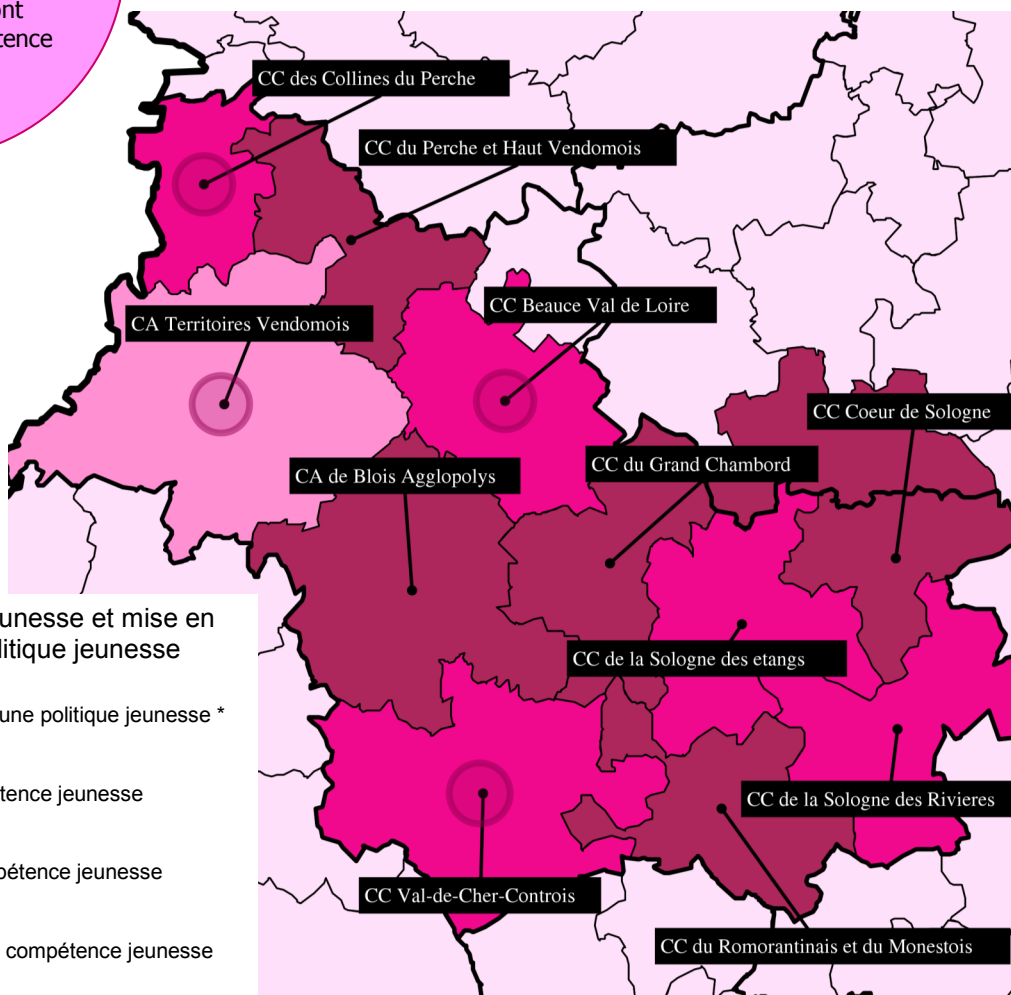 ont
tence
CC des Collines du Perche
CC du Perche et Haut Vendomois
CC Beauce Val de Loire
CA Territoires Vendomois
CC Coeur de Sologne
CC du Grand Chambord
CA de Blois Agglopolys
unesse et mise en
litique jeunesse
CC de la Sologne des etangs
une politique jeunesse *
tence jeunesse
CC de la Sologne des Rivieres
pétence jeunesse
CC Val-de-Cher-Controis
compétence jeunesse
CC du Romorantinais et du Monestois